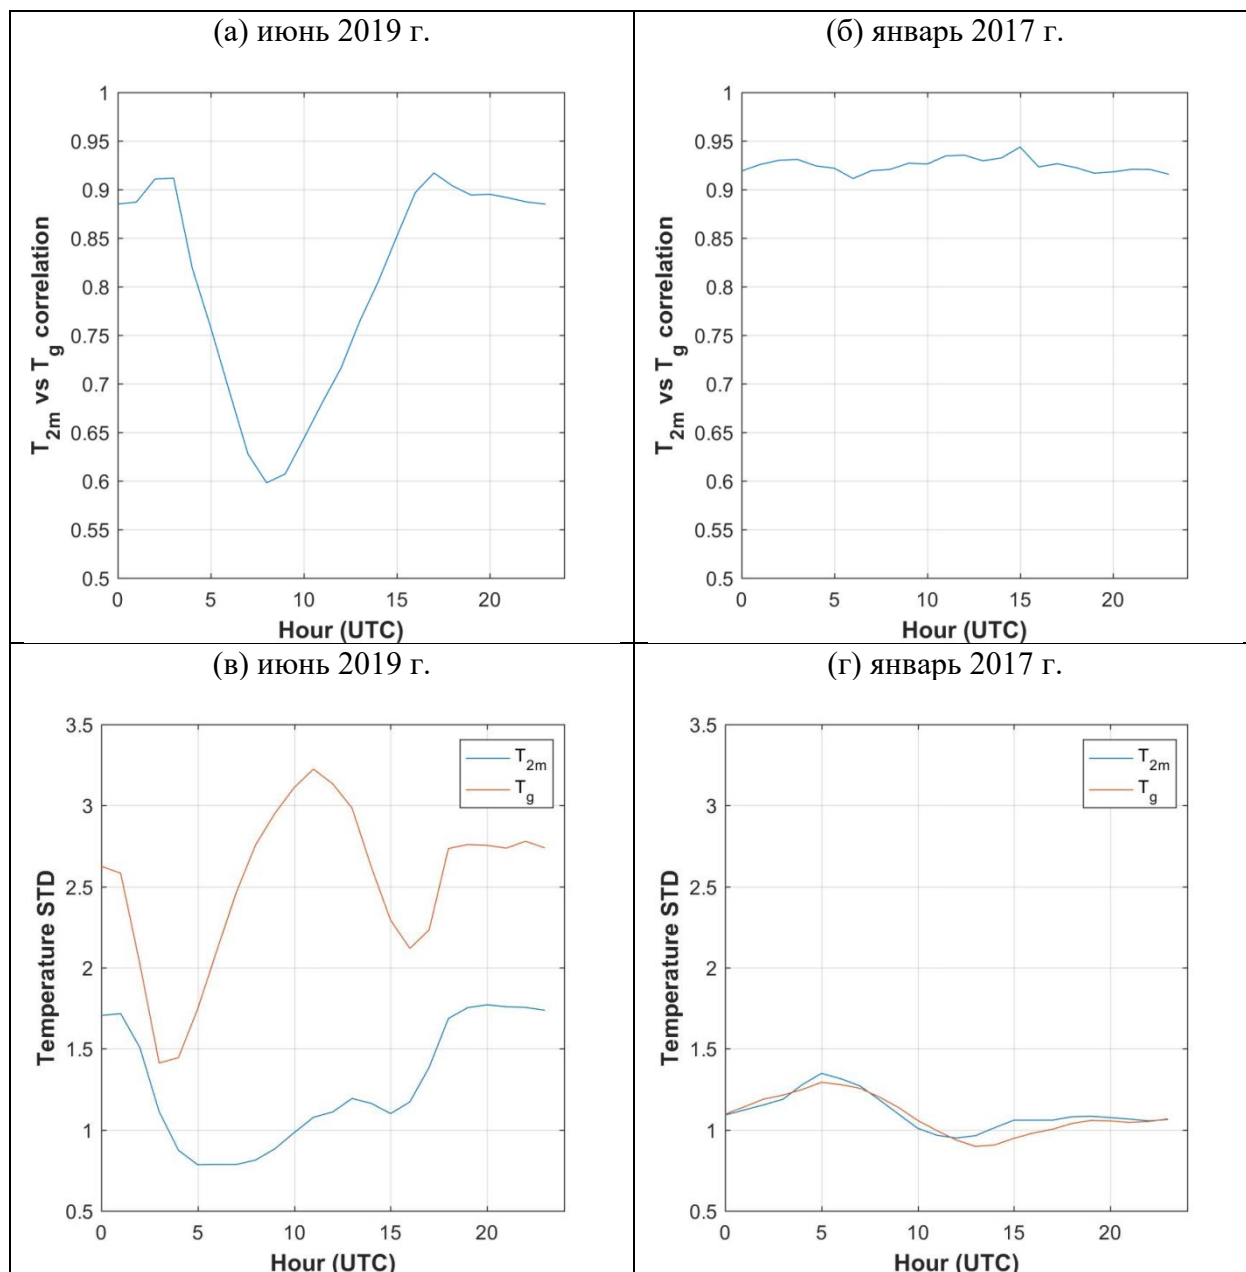 (а) июнь 2019 г.
(б) январь 2017 г.
1
0.95
0.9
0.85
0.8
0.75
0.7
0.65
0.6
0.55
0.5
T2m vs Tg correlation
0 5 10 15 20
Hour (UTC)
1
0.95
0.9
0.85
0.8
0.75
0.7
0.65
0.6
0.55
0.5
T2m vs Tg correlation
0 5 10 15 20
Hour (UTC)
(в) июнь 2019 г.
(г) январь 2017 г.
3.5
3
2.5
2
1.5
1
0.5
Temperature STD
T2m
Tg
0 5 10 15 20
Hour (UTC)
3.5
3
2.5
2
1.5
1
0.5
Temperature STD
T2m
Tg
0 5 10 15 20
Hour (UTC)